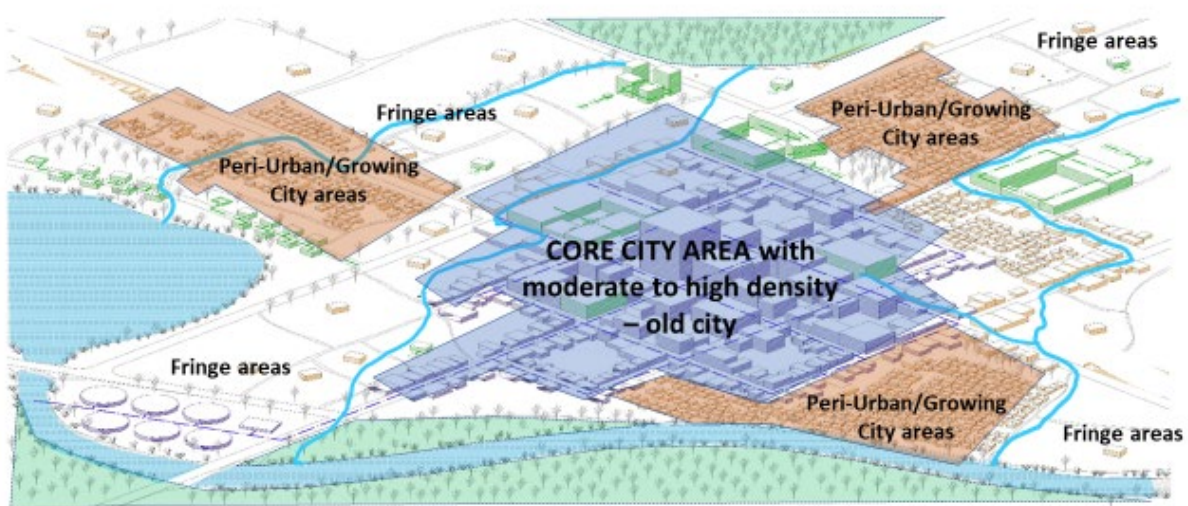 Fringe areas
Peri-Urban/Growing
City areas
Fringe areas
Peri-Urban/Growing
City areas
CORE CITY AREA with
moderate to high density
– old city
Fringe areas
Peri-Urban/Growing
City areas
Fringe areas